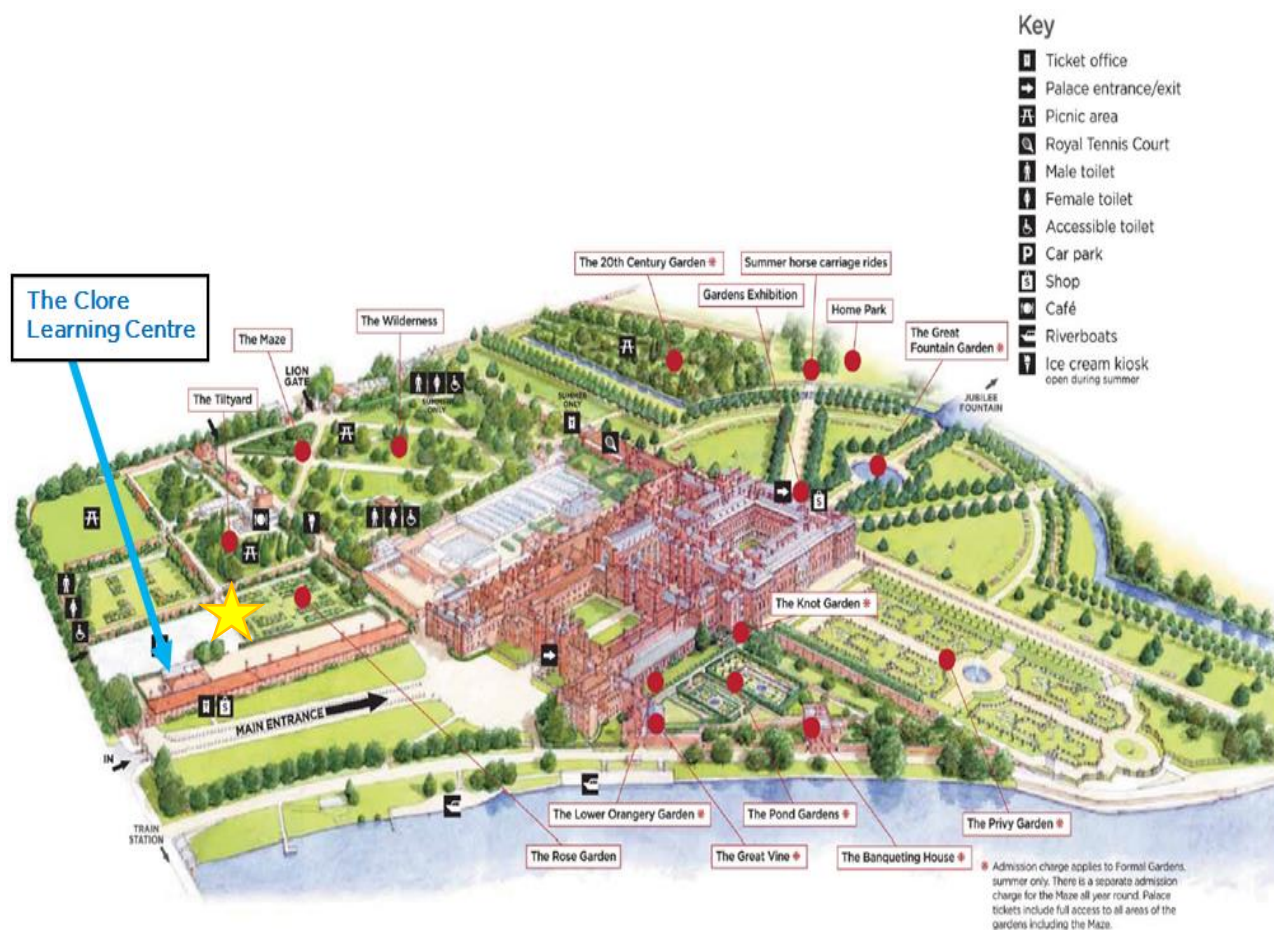 Key
Ticket office
Palace entrance/exit
Picnic area
Royal Tennis Court
Male toilet
Female toilet
Accessible toilet
P Car park
S Shop
Café
Riverboats
Ice cream kiosk
open during summer
The Clore
Learning Centre
The 20th Century Garden ❋
Summer horse carriage rides
Gardens Exhibition
Home Park
The Great
Fountain Garden ❋
The Wilderness
The Maze
LION
GATE
The Tiltyard
SUMMER
ONLY
SUMMER
ONLY
JUBILEE
FOUNTAIN
S
The Knot Garden ❋
S
MAIN ENTRANCE
IN
TRAIN
STATION
The Lower Orangery Garden ❋
The Pond Gardens ❋
The Privy Garden ❋
The Rose Garden
The Great Vine ❋
The Banqueting House ❋
❋ Admission charge applies to Formal Gardens,
summer only. There is a separate admission
charge for the Maze all year round. Palace
tickets include full access to all areas of the
gardens including the Maze.